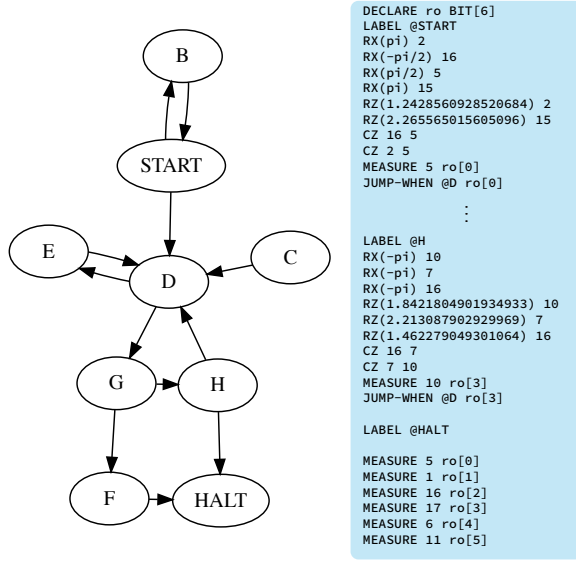 B
START
E
C
D
G
H
F
HALT
DECLARE ro BIT[6]
LABEL @START
RX(pi) 2
RX(-pi/2) 16
RX(pi/2) 5
RX(pi) 15
RZ(1.2428560928520684) 2
RZ(2.265565015605096) 15
CZ 16 5
CZ 2 5
MEASURE 5 ro[0]
JUMP-WHEN @D ro[0]
⋮
LABEL @H
RX(-pi) 10
RX(-pi) 7
RX(-pi) 16
RZ(1.8421804901934933) 10
RZ(2.213087902929969) 7
RZ(1.462279049301064) 16
CZ 16 7
CZ 7 10
MEASURE 10 ro[3]
JUMP-WHEN @D ro[3]
LABEL @HALT
MEASURE 5 ro[0]
MEASURE 1 ro[1]
MEASURE 16 ro[2]
MEASURE 17 ro[3]
MEASURE 6 ro[4]
MEASURE 11 ro[5]